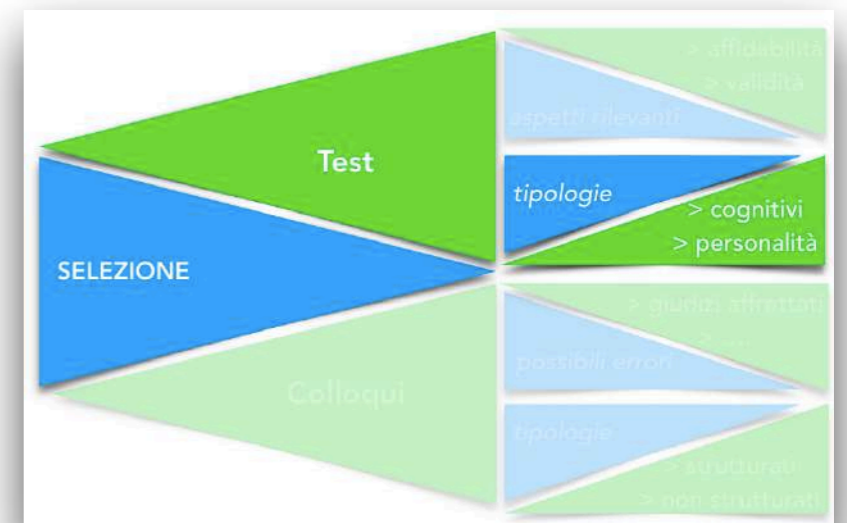 SELEZIONE
Test
> affidabilità
> validità
aspetti rilevanti
tipologie
> cognitivi
> personalità
Colloqui
> giudizi affrettati
> ....
possibili errori
tipologie
> strutturati
> non strutturati